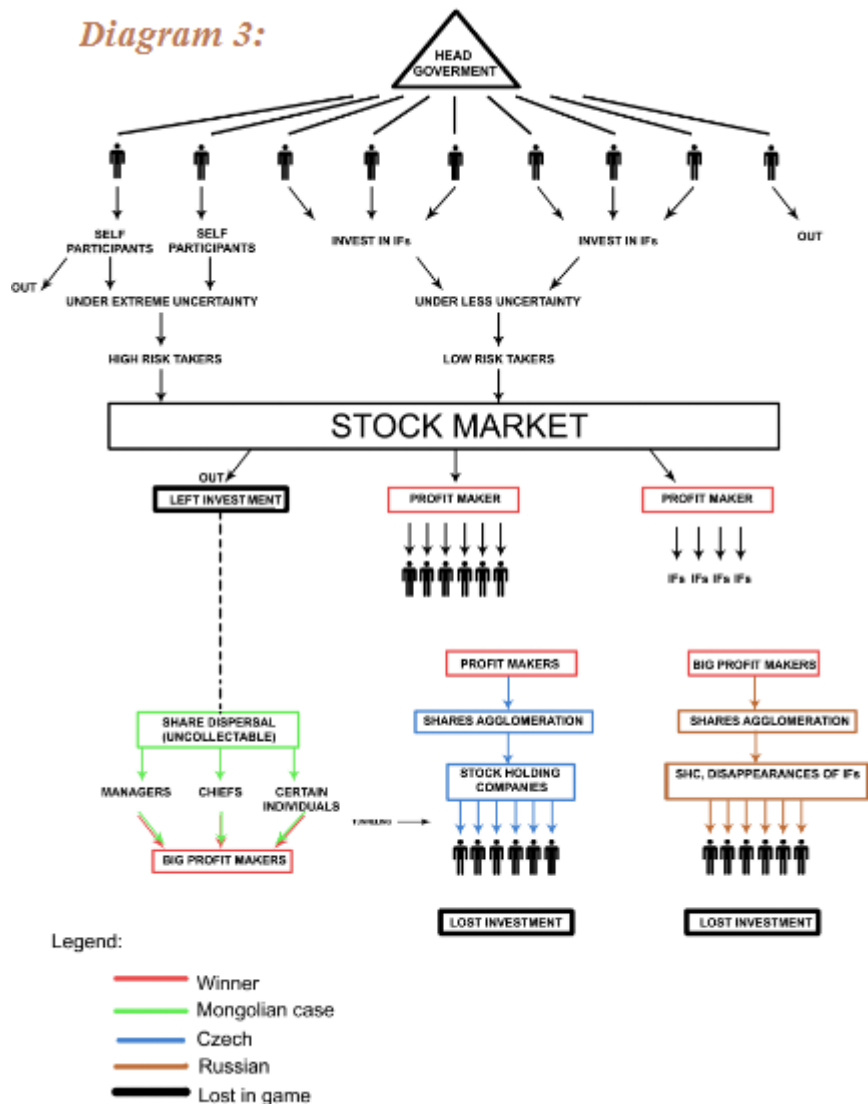 Diagram 3:
HEAD
GOVERMENT
SELF
PARTICIPANTS
SELF
PARTICIPANTS
INVEST IN IFs
INVEST IN IFs
OUT
OUT
UNDER EXTREME UNCERTAINTY
UNDER LESS UNCERTAINTY
HIGH RISK TAKERS
LOW RISK TAKERS
STOCK MARKET
OUT
LEFT INVESTMENT
PROFIT MAKER
PROFIT MAKER
IFs IFs IFs IFs
PROFIT MAKERS
BIG PROFIT MAKERS
SHARE DISPERSAL
(UNCOLLECTABLE)
SHARES AGGLOMERATION
SHARES AGGLOMERATION
STOCK HOLDING
COMPANIES
SHC, DISAPPEARANCES OF IFs
MANAGERS
CHIEFS
CERTAIN
INDIVIDUALS
TUNNELING
BIG PROFIT MAKERS
LOST INVESTMENT
LOST INVESTMENT
Legend:
Winner
Mongolian case
Czech
Russian
Lost in game